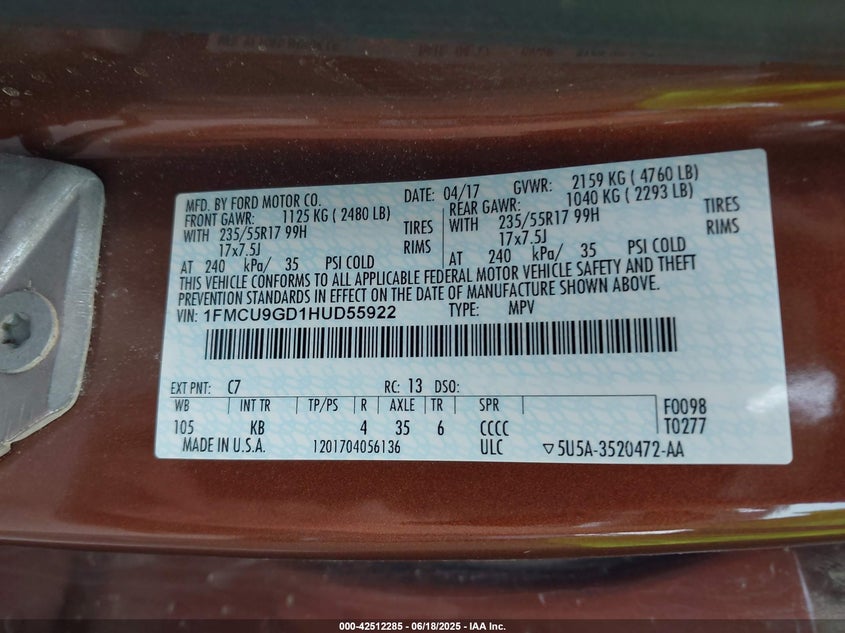 MFD. BY FORD MOTOR CO. DATE: 04/17 GVWR: 2159 KG ( 4760 LB)
FRONT GAWR: 1125 KG ( 2480 LB) REAR GAWR: 1040 KG ( 2293 LB)
WITH 235/55R17 99H TIRES WITH 235/55R17 99H TIRES
17x7.5J RIMS 17x7.5J RIMS
AT 240 kPa/ 35 PSI COLD AT 240 kPa/ 35 PSI COLD
THIS VEHICLE CONFORMS TO ALL APPLICABLE FEDERAL MOTOR VEHICLE SAFETY AND THEFT
PREVENTION STANDARDS IN EFFECT ON THE DATE OF MANUFACTURE SHOWN ABOVE.
VIN: 1FMCU9GD1HUD55922 TYPE: MPV
EXT PNT: C7 RC: 13 DSO:
WB INT TR TP/PS R AXLE TR SPR F0098
105 KB 4 35 6 CCCC T0277
MADE IN U.S.A. 1201704056136 ULC ▽5U5A-3520472-AA
000-42512285 - 06/18/2025 - IAA Inc.